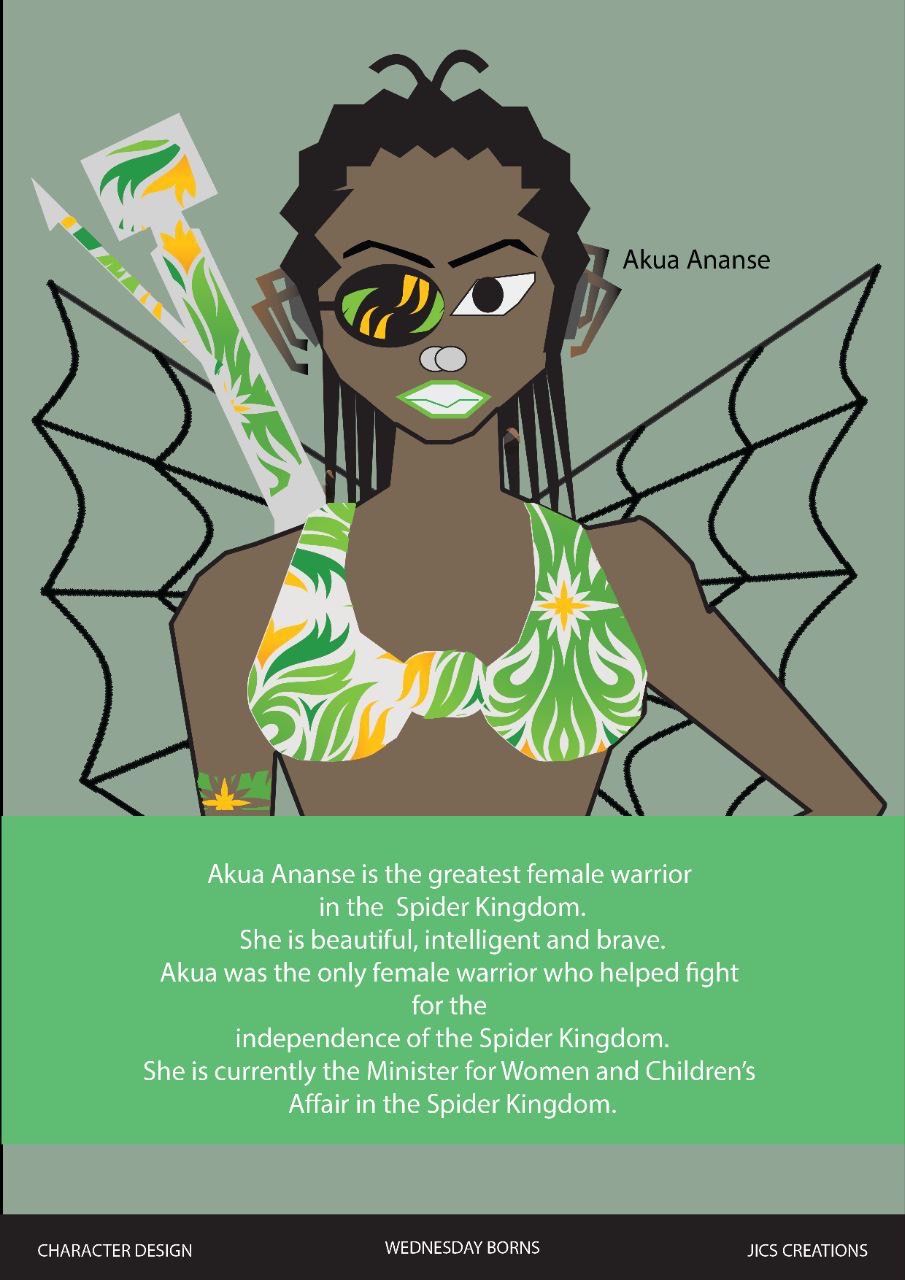 Akua Ananse
Akua Ananse is the greatest female warrior
in the  Spider Kingdom.
She is beautiful, intelligent and brave.
Akua was the only female warrior who helped fight
for the
independence of the Spider Kingdom.
She is currently the Minister for Women and Children’s
Affair in the Spider Kingdom.
CHARACTER DESIGN
WEDNESDAY BORNS
JICS CREATIONS